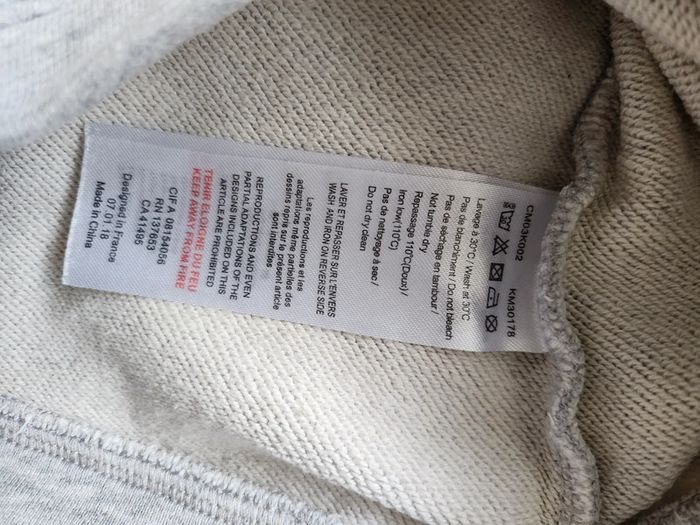 CM03K002 KM30178
Lavage à 30°C / Wash at 30°C
Pas de blanchiment / Do not bleach
Pas de séchage en tambour /
Not tumble dry
Repassage 110°C(Doux)/
Iron low(110°C)
Pas de nettoyage à sec /
Do not dry clean
LAVER ET REPASSER SUR L'ENVERS
WASH AND IRON ON REVERSE SIDE
Les reproductions et les
adaptations même partielles des
dessins repris sur le présent article
sont interdites
REPRODUCTIONS AND EVEN
PARTIAL ADAPTATIONS OF THE
DESIGNS INCLUDED ON THIS
ARTICLE ARE PROHIBITED
TENIR ELOIGNE DU FEU
KEEP AWAY FROM FIRE
CIF A 08154056
RN 137653
CA 41485
Designed in France
07.01.18
Made in China